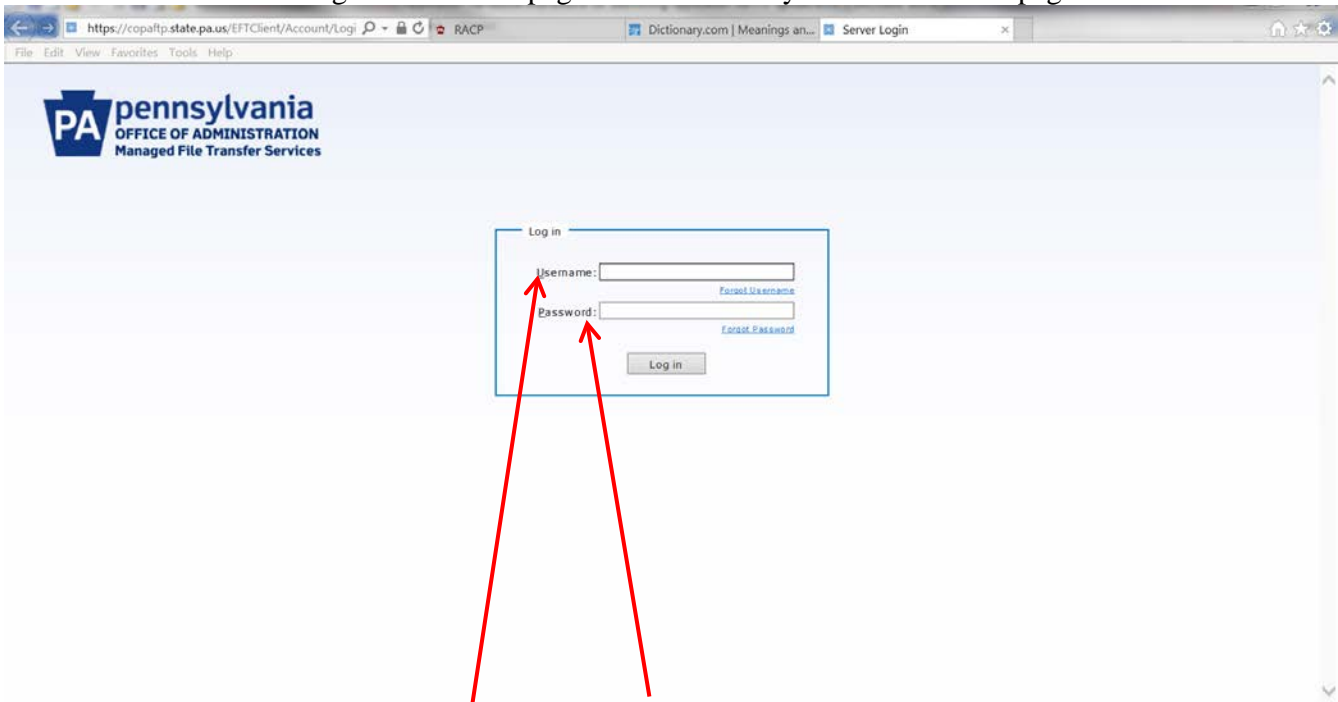 https://copaftp.state.pa.us/EFTClient/Account/Logi RACP Dictionary.com | Meanings an... Server Login
File Edit View Favorites Tools Help
PA pennsylvania
OFFICE OF ADMINISTRATION
Managed File Transfer Services
Log in
Username:
Forgot Username
Password:
Forgot Password
Log in